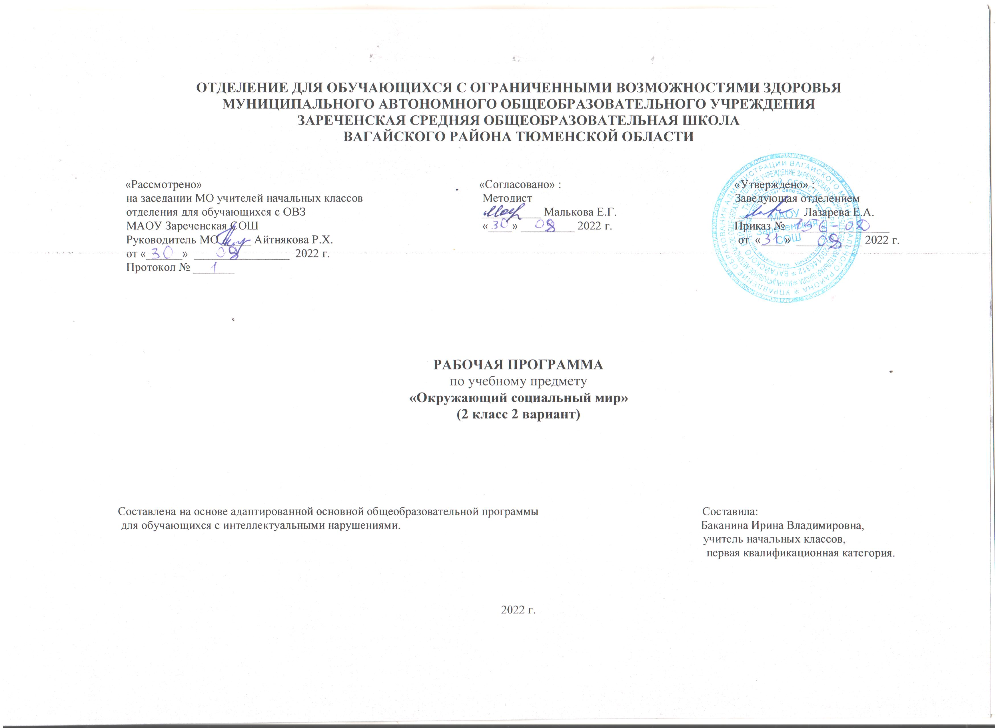 ОТДЕЛЕНИЕ ДЛЯ ОБУЧАЮЩИХСЯ С ОГРАНИЧЕННЫМИ ВОЗМОЖНОСТЯМИ ЗДОРОВЬЯ
МУНИЦИПАЛЬНОГО АВТОНОМНОГО ОБЩЕОБРАЗОВАТЕЛЬНОГО УЧРЕЖДЕНИЯ
ЗАРЕЧЕНСКАЯ СРЕДНЯЯ ОБЩЕОБРАЗОВАТЕЛЬНАЯ ШКОЛА
ВАГАЙСКОГО РАЙОНА ТЮМЕНСКОЙ ОБЛАСТИ
«Рассмотрено»
на заседании МО учителей начальных классов
отделения для обучающихся с ОВЗ
МАОУ Зареченская СОШ
Руководитель МО Айтнякова Р.Х.
от «30» 08 2022 г.
Протокол № 1
«Согласовано» :
Методист
Малькова Е.Г.
«30» 08 2022 г.
«Утверждено» :
Заведующая отделением
Лазарева Е.А.
Приказ № 156-08
от «31» 08 2022 г.
МАОУ
Зареченская
СОШ
РАБОЧАЯ ПРОГРАММА
по учебному предмету
«Окружающий социальный мир»
(2 класс 2 вариант)
Составлена на основе адаптированной основной общеобразовательной программы
для обучающихся с интеллектуальными нарушениями.
Составила:
Баканина Ирина Владимировна,
учитель начальных классов,
первая квалификационная категория.
2022 г.